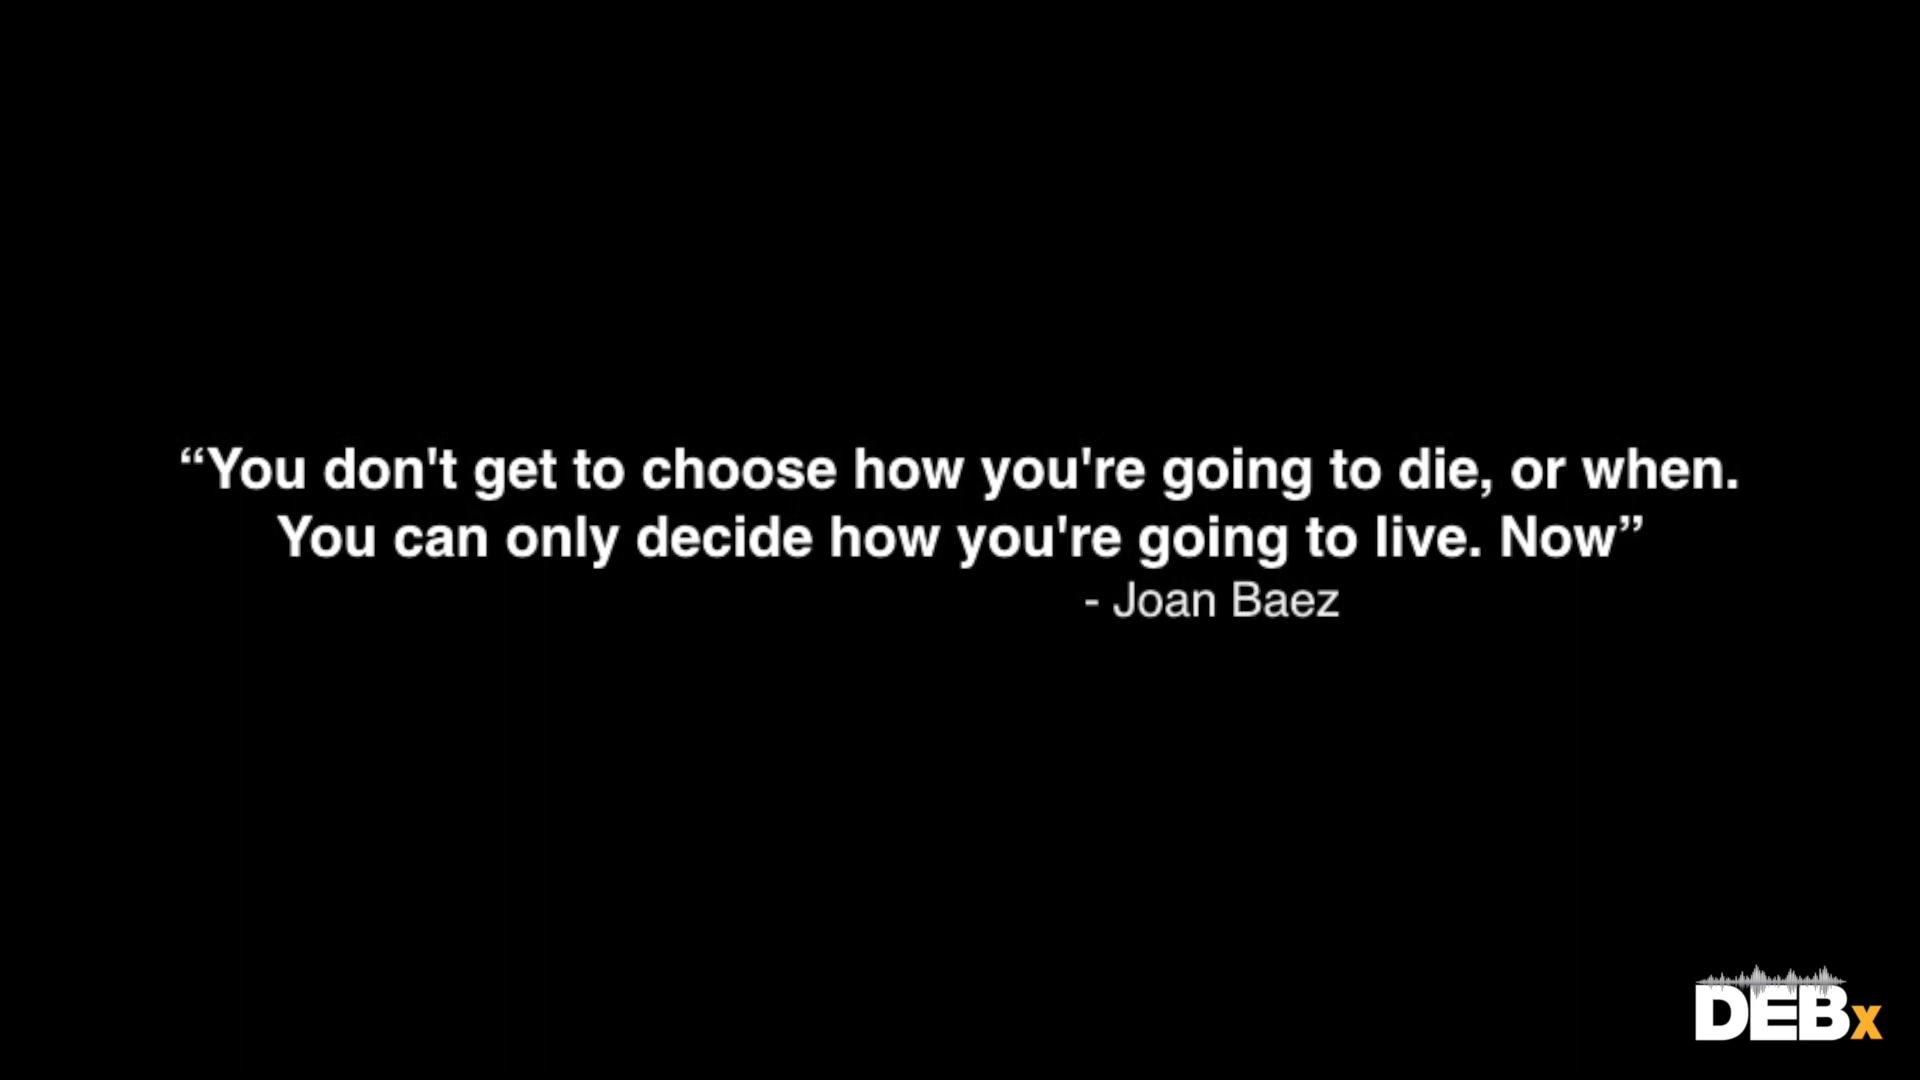 “You don't get to choose how you're going to die, or when.
You can only decide how you're going to live. Now”
- Joan Baez
DEBx